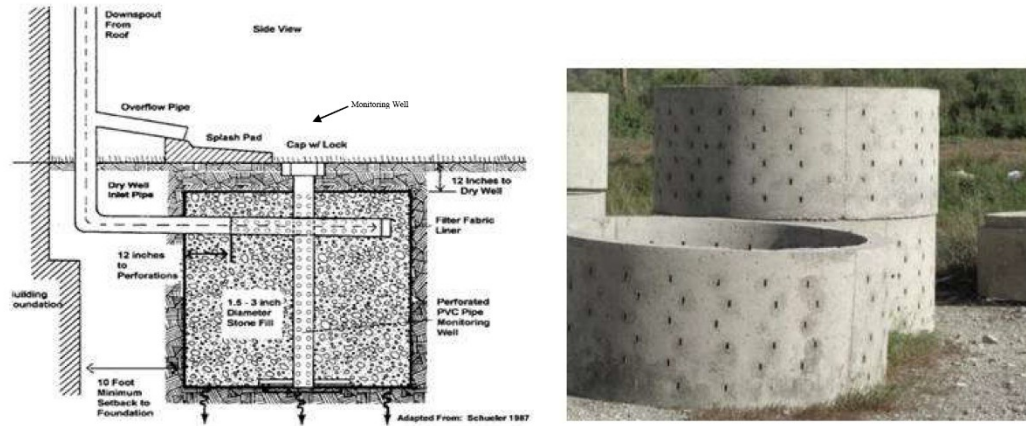 Downspout
From
Roof
Side View
Overflow Pipe
Monitoring Well
Splash Pad
Cap w/ Lock
12 Inches to
Dry Well
Dry Well
Inlet Pipe
Filter Fabric
Liner
12 inches
to
Perforations
1.5 - 3 inch
Diameter
Stone Fill
Perforated
PVC Pipe
Monitoring
Well
10 Foot
Minimum
Setback to
Foundation
Adapted From: Schueler 1987